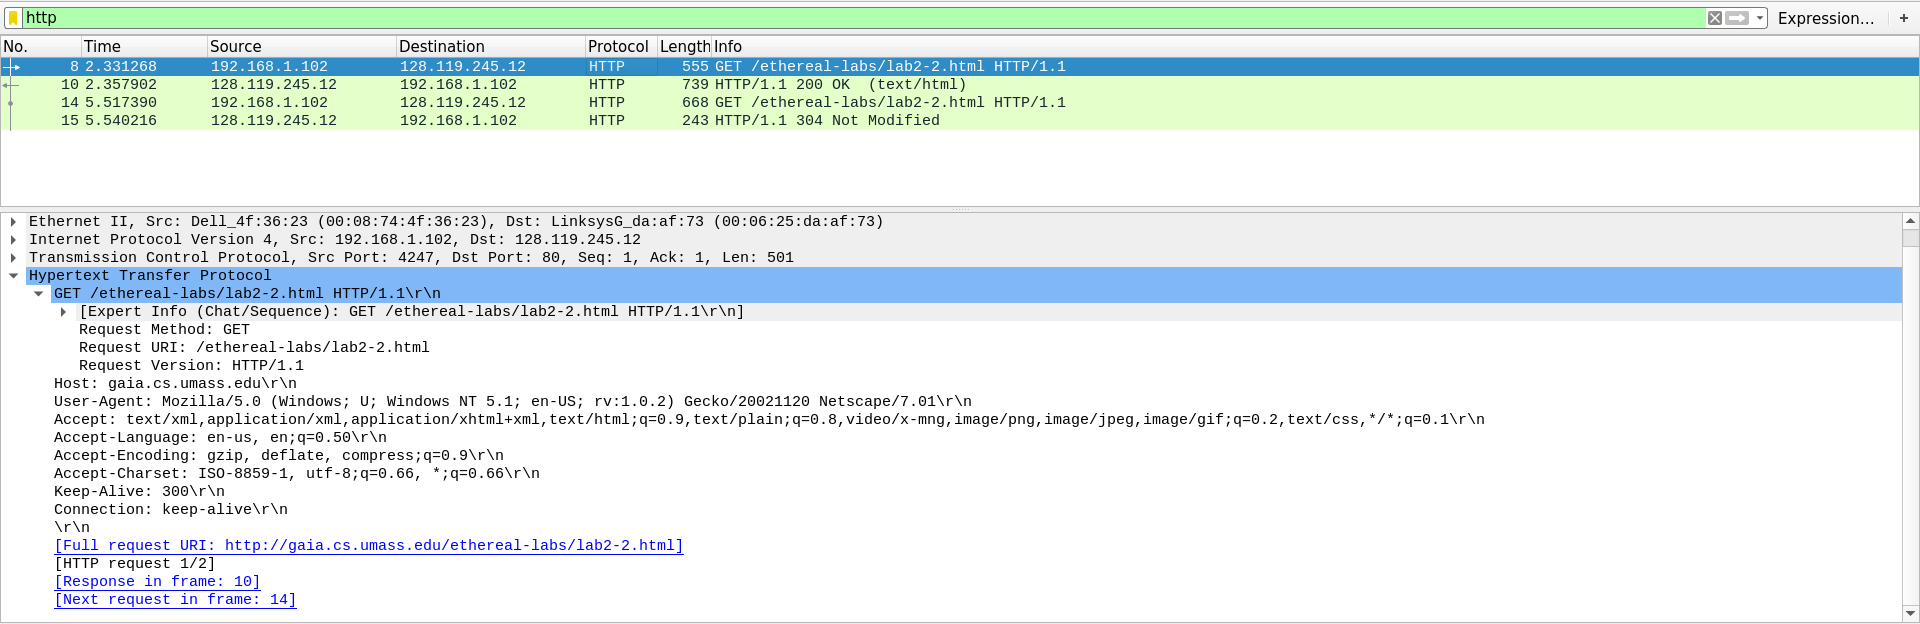 http
Expression…
+
No. Time Source Destination Protocol Length Info
8 2.331268 192.168.1.102 128.119.245.12 HTTP 555 GET /ethereal-labs/lab2-2.html HTTP/1.1
10 2.357902 128.119.245.12 192.168.1.102 HTTP 739 HTTP/1.1 200 OK  (text/html)
14 5.517390 192.168.1.102 128.119.245.12 HTTP 668 GET /ethereal-labs/lab2-2.html HTTP/1.1
15 5.540216 128.119.245.12 192.168.1.102 HTTP 243 HTTP/1.1 304 Not Modified
Ethernet II, Src: Dell_4f:36:23 (00:08:74:4f:36:23), Dst: LinksysG_da:af:73 (00:06:25:da:af:73)
Internet Protocol Version 4, Src: 192.168.1.102, Dst: 128.119.245.12
Transmission Control Protocol, Src Port: 4247, Dst Port: 80, Seq: 1, Ack: 1, Len: 501
Hypertext Transfer Protocol
GET /ethereal-labs/lab2-2.html HTTP/1.1\r\n
[Expert Info (Chat/Sequence): GET /ethereal-labs/lab2-2.html HTTP/1.1\r\n]
Request Method: GET
Request URI: /ethereal-labs/lab2-2.html
Request Version: HTTP/1.1
Host: gaia.cs.umass.edu\r\n
User-Agent: Mozilla/5.0 (Windows; U; Windows NT 5.1; en-US; rv:1.0.2) Gecko/20021120 Netscape/7.01\r\n
Accept: text/xml,application/xml,application/xhtml+xml,text/html;q=0.9,text/plain;q=0.8,video/x-mng,image/png,image/jpeg,image/gif;q=0.2,text/css,*/*;q=0.1\r\n
Accept-Language: en-us, en;q=0.50\r\n
Accept-Encoding: gzip, deflate, compress;q=0.9\r\n
Accept-Charset: ISO-8859-1, utf-8;q=0.66, *;q=0.66\r\n
Keep-Alive: 300\r\n
Connection: keep-alive\r\n
\r\n
[Full request URI: http://gaia.cs.umass.edu/ethereal-labs/lab2-2.html]
[HTTP request 1/2]
[Response in frame: 10]
[Next request in frame: 14]